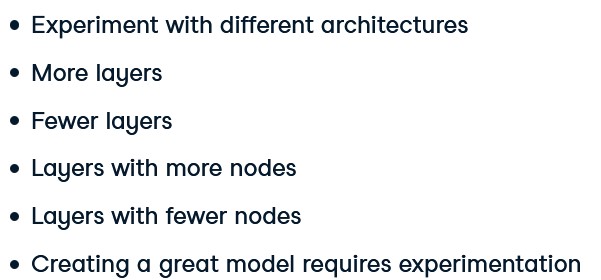 • Experiment with different architectures
• More layers
• Fewer layers
• Layers with more nodes
• Layers with fewer nodes
• Creating a great model requires experimentation